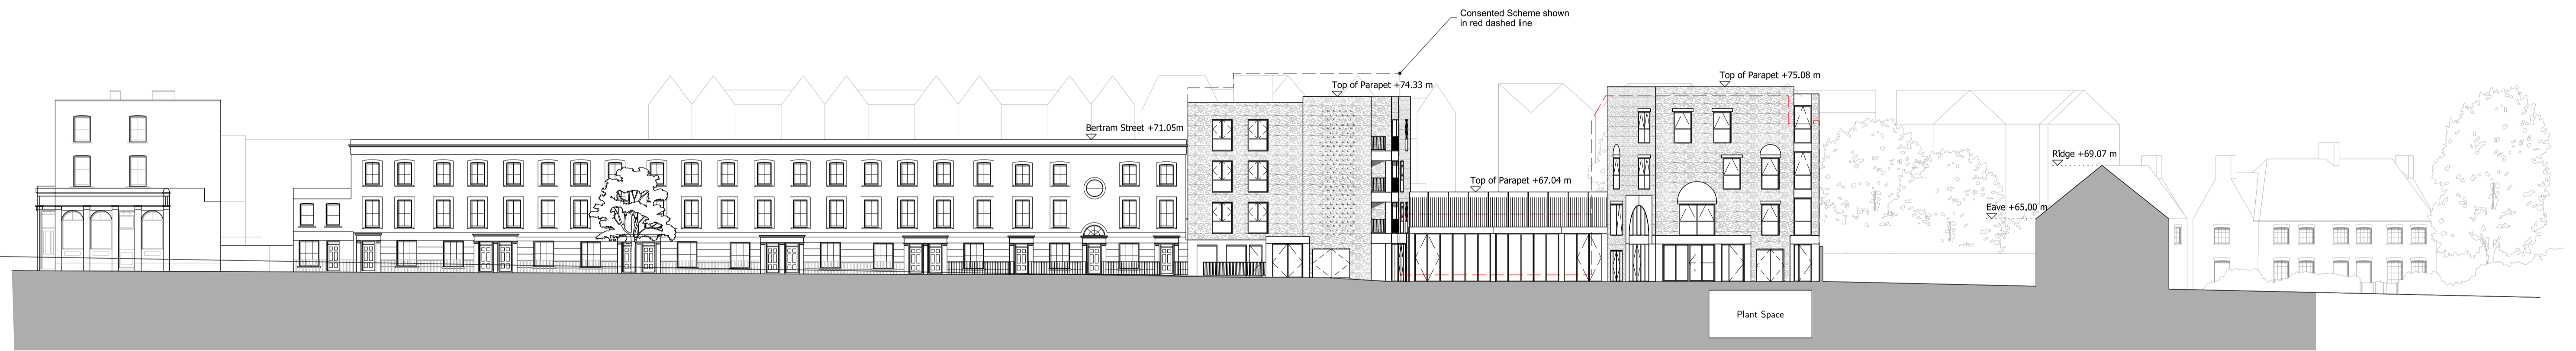 Consented Scheme shown
in red dashed line
Top of Parapet +75.08 m
Top of Parapet +74.33 m
Bertram Street +71.05m
Ridge +69.07 m
Top of Parapet +67.04 m
Eave +65.00 m
Plant Space